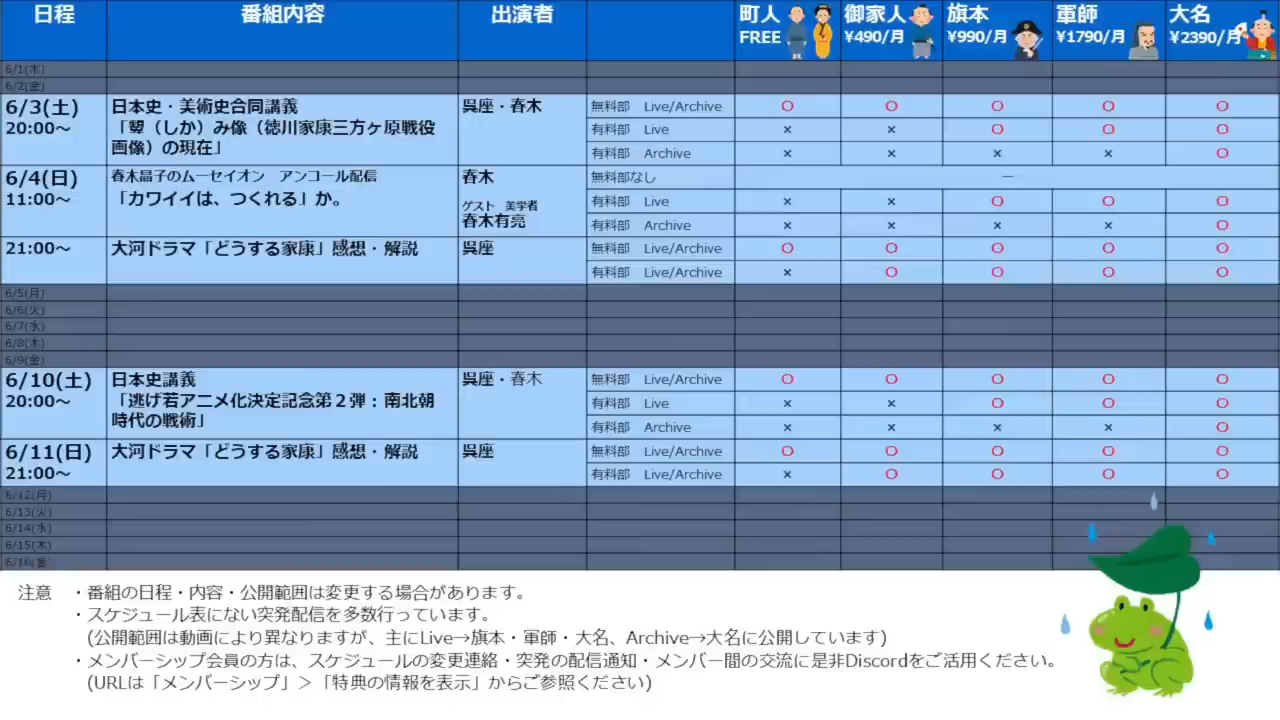 日程 番組内容 出演者 町人 御家人 旗本 軍師 大名
FREE ¥490/月 ¥990/月 ¥1790/月 ¥2390/月
6/1(木)
6/2(金)
6/3(土) 日本史・美術史合同講義 呉座・春木 無料部 Live/Archive ○ ○ ○ ○ ○
20:00～ 「顰（しか）み像（徳川家康三方ヶ原戦役 有料部 Live × × ○ ○ ○
画像）の現在」 有料部 Archive × × × × ○
6/4(日) 春木晶子のムーセイオン アンコール配信 春木 無料部なし ―
11:00～ 「カワイイは、つくれる」か。 ゲスト 美学者 有料部 Live × × ○ ○ ○
春木有亮 有料部 Archive × × × × ○
21:00～ 大河ドラマ「どうする家康」感想・解説 呉座 無料部 Live/Archive ○ ○ ○ ○ ○
有料部 Live/Archive × ○ ○ ○ ○
6/5(月)
6/6(火)
6/7(水)
6/8(木)
6/9(金)
6/10(土) 日本史講義 呉座・春木 無料部 Live/Archive ○ ○ ○ ○ ○
20:00～ 「逃げ若アニメ化決定記念第２弾：南北朝 有料部 Live × × ○ ○ ○
時代の戦術」 有料部 Archive × × × × ○
6/11(日) 大河ドラマ「どうする家康」感想・解説 呉座 無料部 Live/Archive ○ ○ ○ ○ ○
21:00～ 有料部 Live/Archive × ○ ○ ○ ○
6/12(月)
6/13(火)
6/14(水)
6/15(木)
6/16(金)
注意 ・番組の日程・内容・公開範囲は変更する場合があります。
・スケジュール表にない突発配信を多数行っています。
(公開範囲は動画により異なりますが、主にLive→旗本・軍師・大名、Archive→大名に公開しています)
・メンバーシップ会員の方は、スケジュールの変更連絡・突発の配信通知・メンバー間の交流に是非Discordをご活用ください。
(URLは「メンバーシップ」＞「特典の情報を表示」からご参照ください)